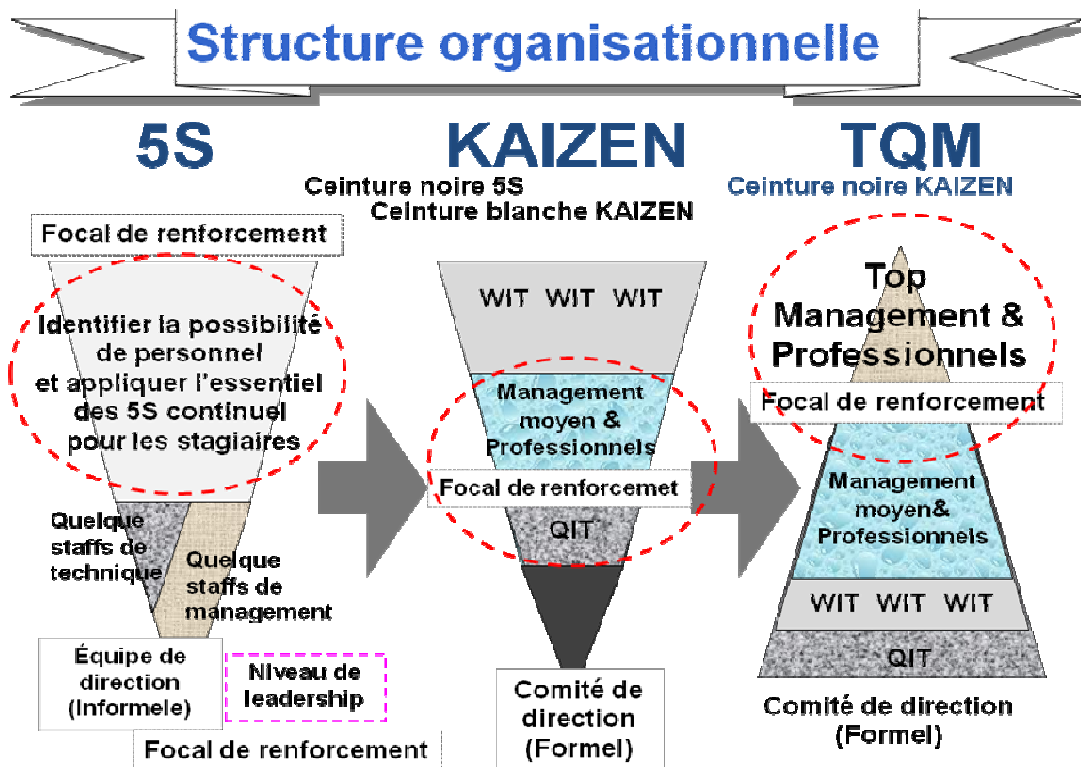 Structure organisationnelle
5S
KAIZEN
TQM
Ceinture noire 5S
Ceinture blanche KAIZEN
Ceinture noire KAIZEN
Focal de renforcement
Identifier la possibilité
de personnel
et appliquer l'essentiel
des 5S continuel
pour les stagiaires
Quelque
staffs de
technique
Quelque
staffs de
management
Équipe de
direction
(Informele)
Niveau de
leadership
Focal de renforcement
WIT WIT WIT
Management
moyen &
Professionnels
Focal de renforcemet
QIT
Comité de
direction
(Formel)
Top
Management &
Professionnels
Focal de renforcement
Management
moyen&
Professionnels
WIT WIT WIT
QIT
Comité de direction
(Formel)